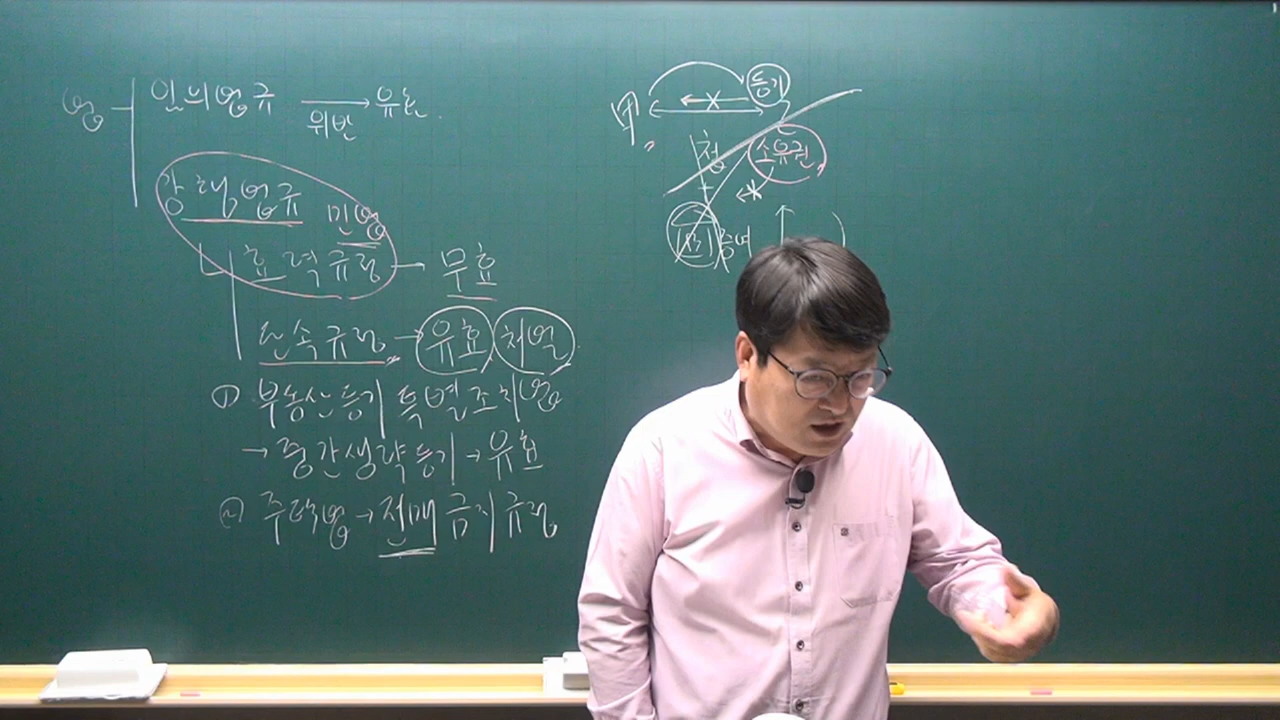 법 임의법규 → 유효.
위반
강행법규 민법
효력규정 — 무효
단속규정 → 유효, 처벌
① 부동산등기특별조치법
→ 중간생략등기 → 유효
② 주택법 → 전매금지규정
甲 등기
소유권